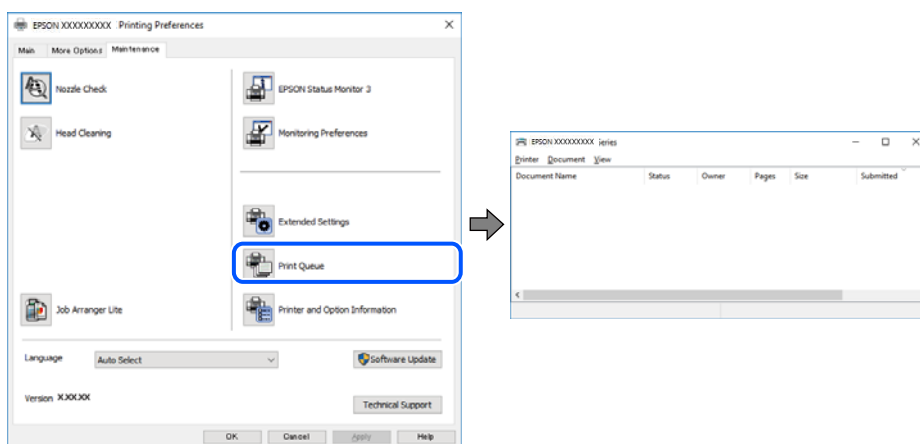 EPSON XXXXXXXXX Printing Preferences
Main More Options Maintenance
Nozzle Check
EPSON Status Monitor 3
Head Cleaning
Monitoring Preferences
Extended Settings
Print Queue
Job Arranger Lite
Printer and Option Information
Language Auto Select Software Update
Version X.XX.XX
Technical Support
OK Cancel Apply Help
EPSON XXXXXXXXX series
Printer Document View
Document Name Status Owner Pages Size Submitted